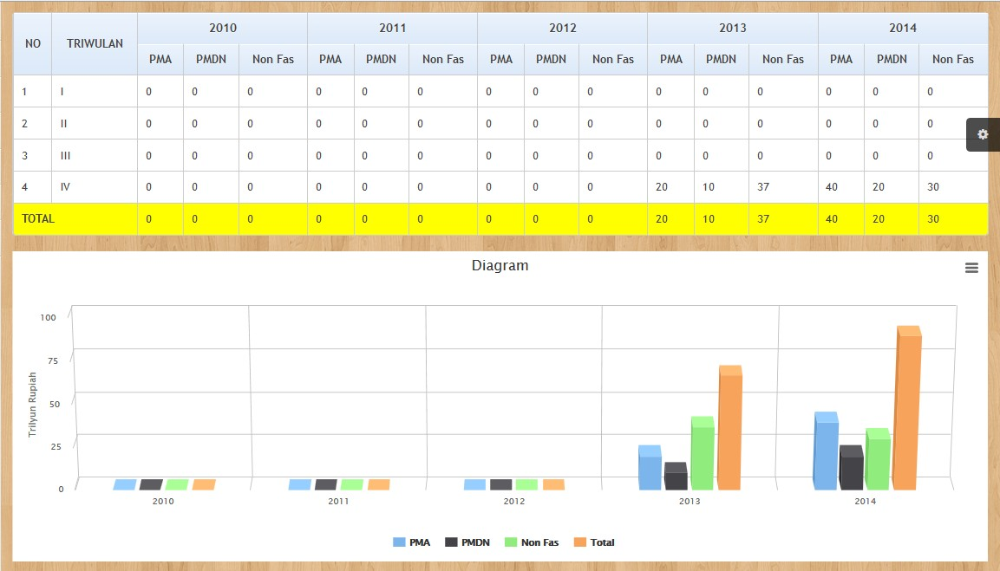 NO TRIWULAN 2010 2011 2012 2013 2014
PMA PMDN Non Fas PMA PMDN Non Fas PMA PMDN Non Fas PMA PMDN Non Fas PMA PMDN Non Fas
1 I 0 0 0 0 0 0 0 0 0 0 0 0 0 0 0
2 II 0 0 0 0 0 0 0 0 0 0 0 0 0 0 0
3 III 0 0 0 0 0 0 0 0 0 0 0 0 0 0 0
4 IV 0 0 0 0 0 0 0 0 0 20 10 37 40 20 30
TOTAL 0 0 0 0 0 0 0 0 0 20 10 37 40 20 30
Diagram
Trilyun Rupiah
100
75
50
25
0
2010 2011 2012 2013 2014
PMA PMDN Non Fas Total